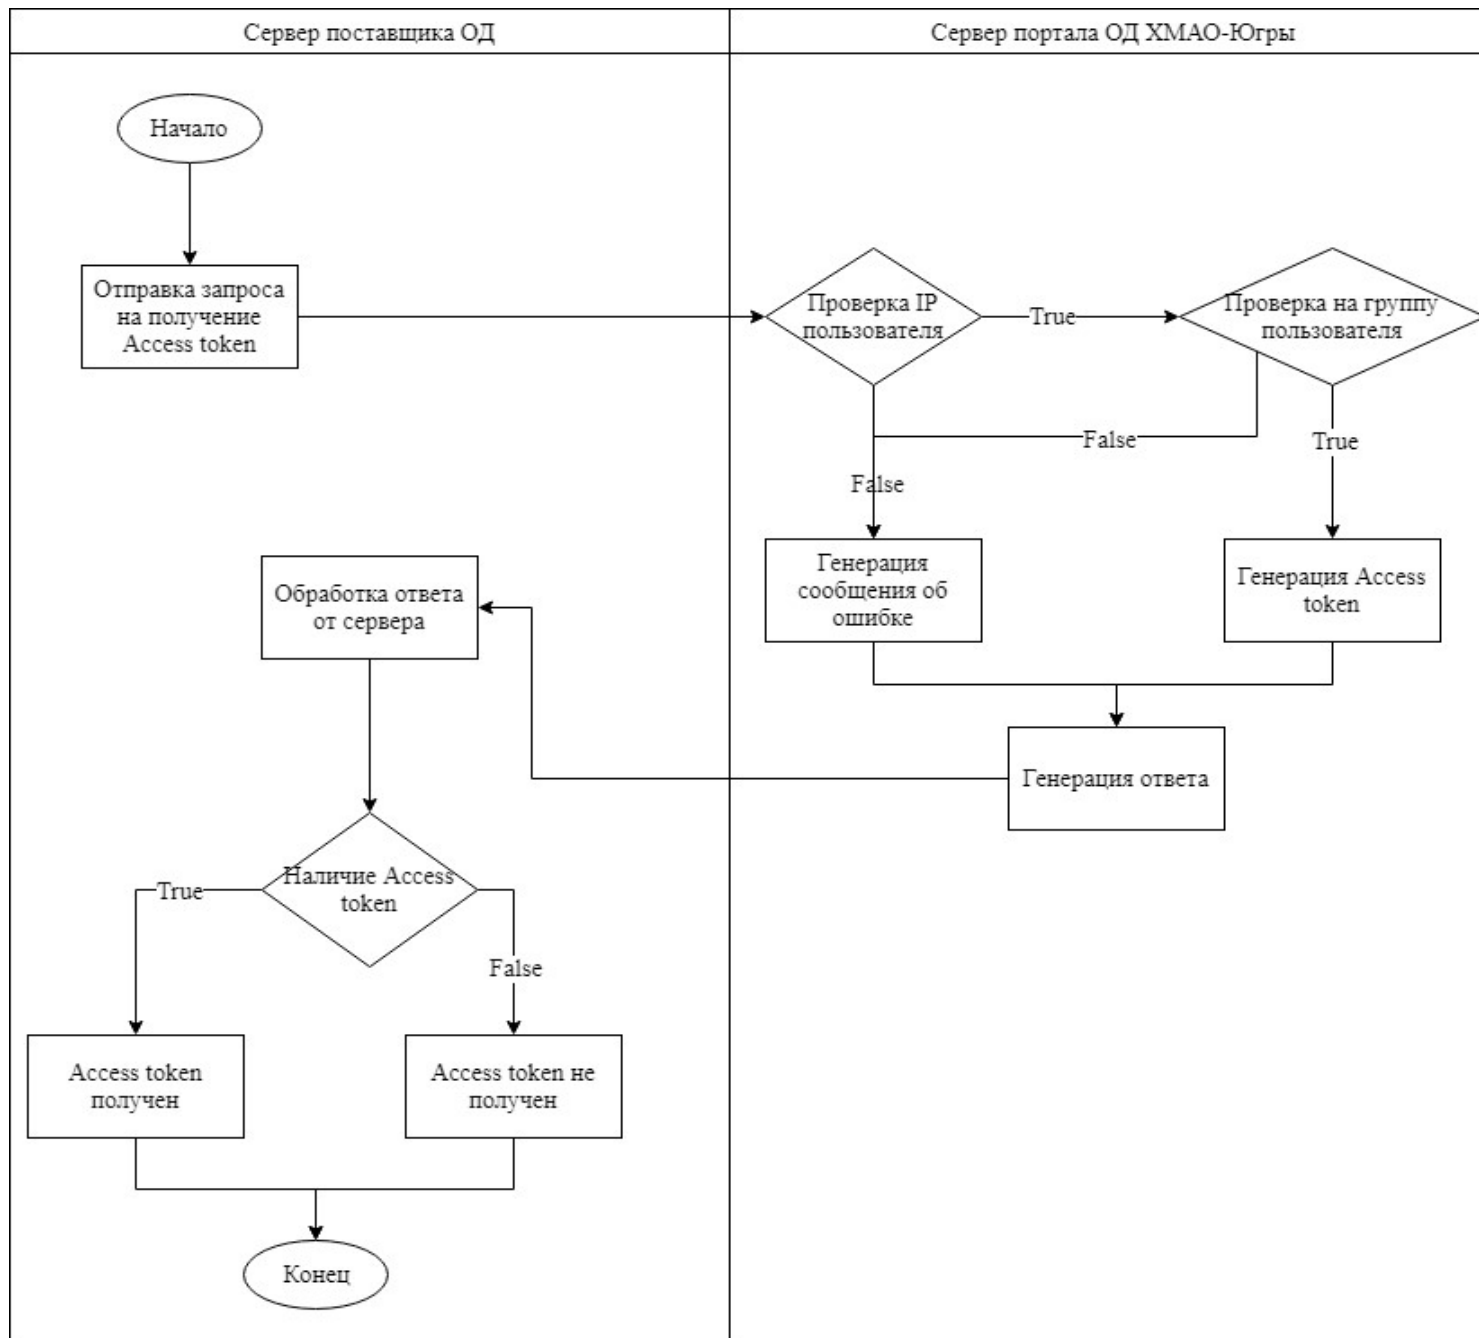 Сервер поставщика ОД
Сервер портала ОД ХМАО-Югры
Начало
Отправка запроса
на получение
Access token
Проверка IP
пользователя
True
Проверка на группу
пользователя
False
True
False
Генерация
сообщения об
ошибке
Генерация Access
token
Обработка ответа
от сервера
Генерация ответа
Наличие Access
token
True
False
Access token
получен
Access token не
получен
Конец